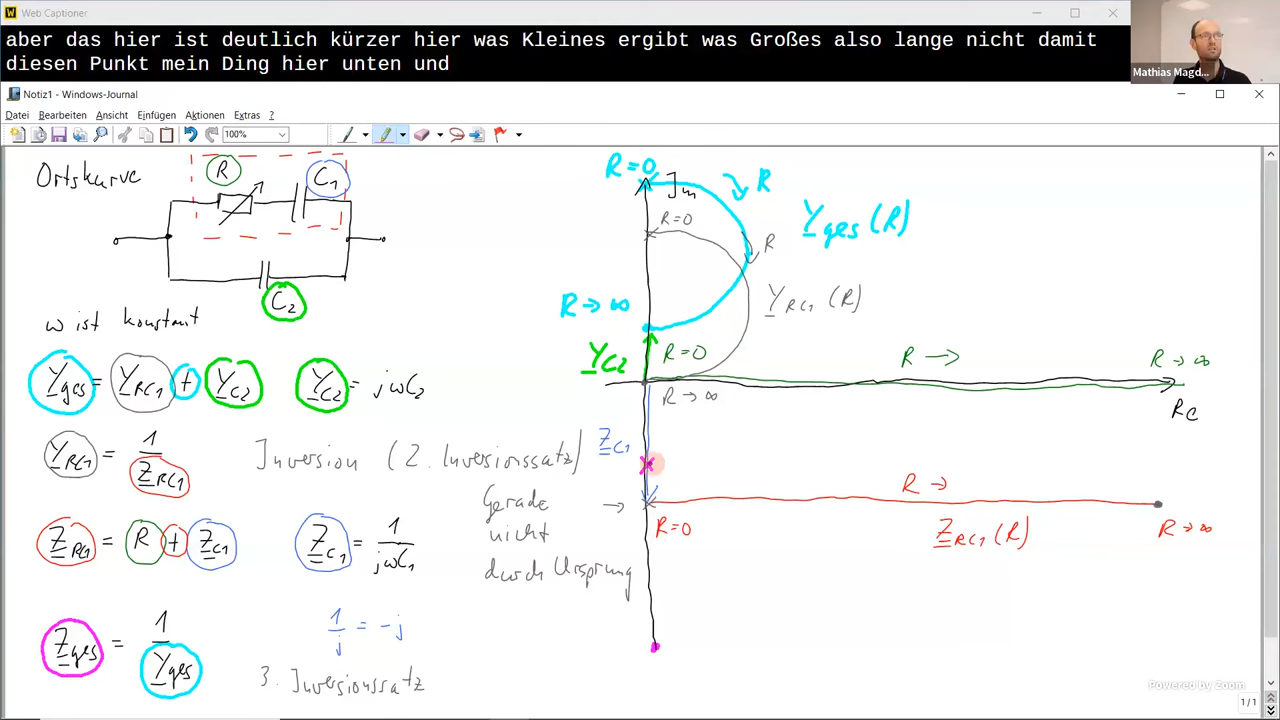 Web Captioner
aber das hier ist deutlich kürzer hier was Kleines ergibt was Großes also lange nicht damit
diesen Punkt mein Ding hier unten und
Mathias Magd...
Notiz1 - Windows-Journal
Datei Bearbeiten Ansicht Einfügen Aktionen Extras ?
100%
Ortskurve
R
C1
C2
ω ist konstant
Yges = YRC1 + YC2
YC2 = jωC2
YRC1 = 1/ZRC1
Inversion (2. Inversionssatz)
Gerade →
nicht
durch Ursprung
ZRC1 = R + ZC1
ZC1 = 1/jωC1
1/j = -j
Zges = 1/Yges
3. Inversionssatz
R=0
Im
R
Yges (R)
R=0
R
R → ∞
YRC1 (R)
YC2
R=0
R →
R → ∞
R → ∞
Re
ZC1
R →
R=0
ZRC1 (R)
R → ∞
Powered by Zoom
1/1